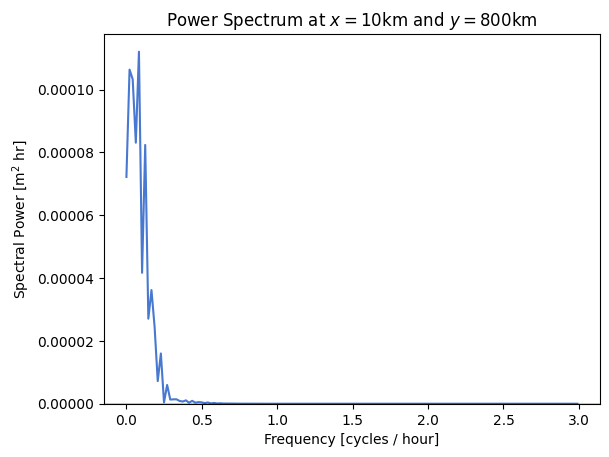 Power Spectrum at x = 10km and y = 800km
Spectral Power [m² hr]
0.00010
0.00008
0.00006
0.00004
0.00002
0.00000
0.0 0.5 1.0 1.5 2.0 2.5 3.0
Frequency [cycles / hour]